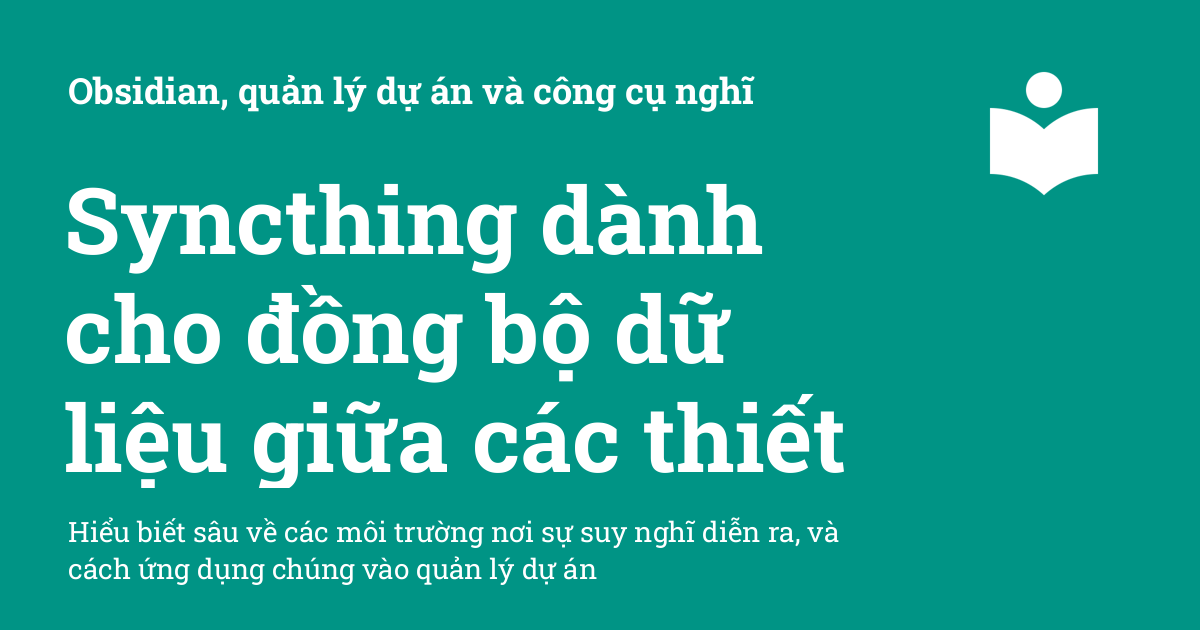 Obsidian, quản lý dự án và công cụ nghĩ
Syncthing dành
cho đồng bộ dữ
liệu giữa các thiết
Hiểu biết sâu về các môi trường nơi sự suy nghĩ diễn ra, và
cách ứng dụng chúng vào quản lý dự án